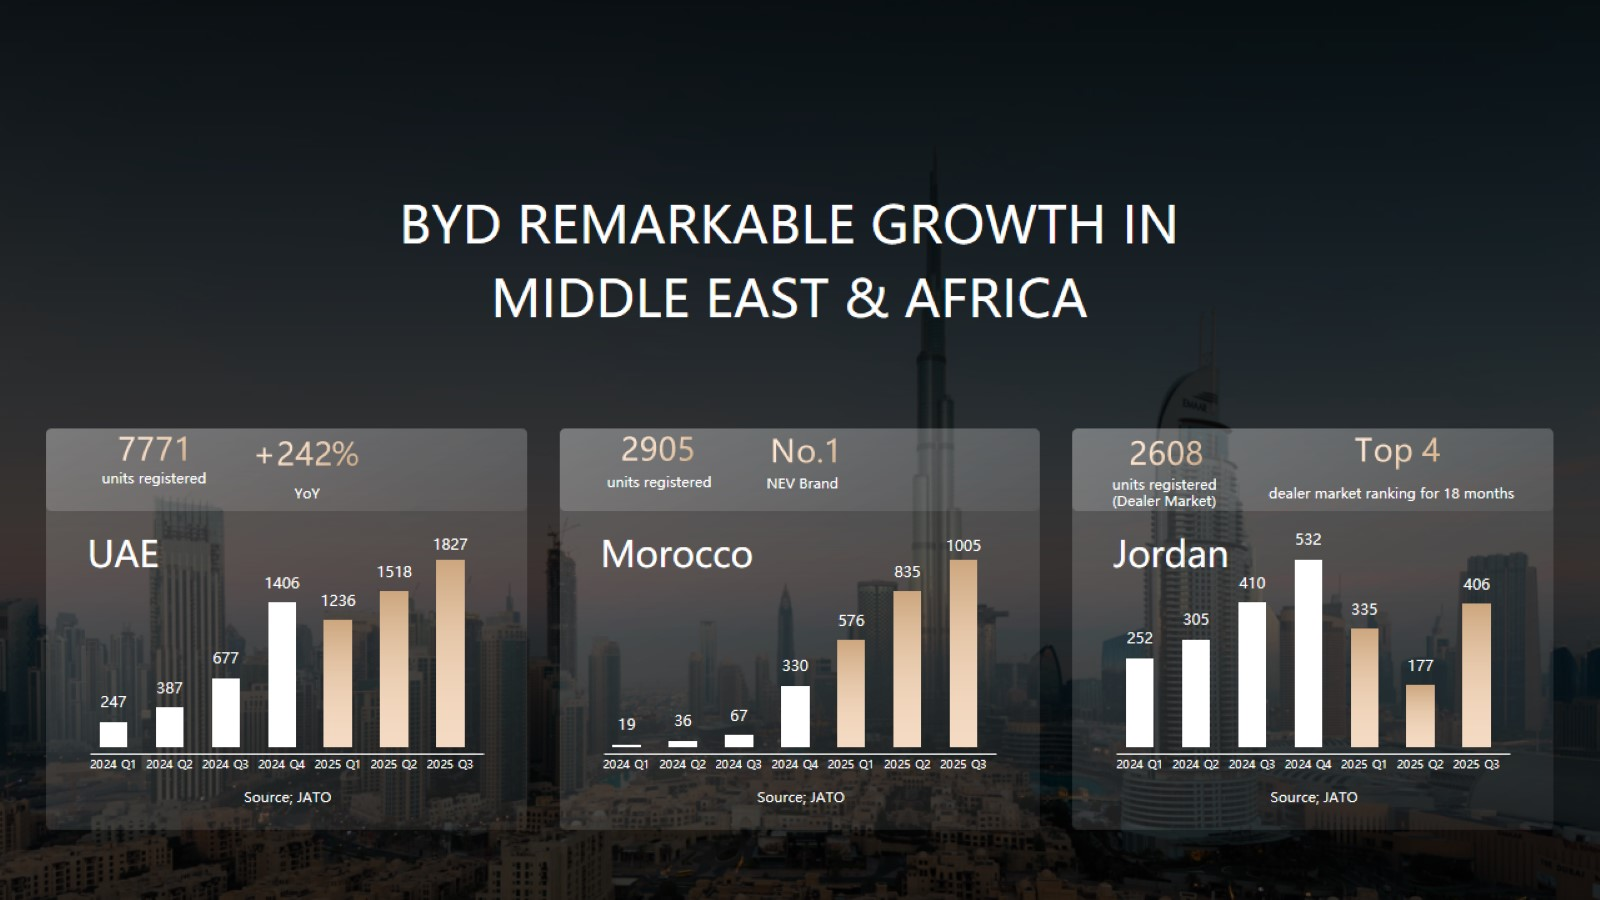 BYD REMARKABLE GROWTH IN
MIDDLE EAST & AFRICA
7771
units registered
+242%
YoY
UAE
247
387
677
1406
1236
1518
1827
2024 Q1 2024 Q2 2024 Q3 2024 Q4 2025 Q1 2025 Q2 2025 Q3
Source; JATO
2905
units registered
No.1
NEV Brand
Morocco
19
36
67
330
576
835
1005
2024 Q1 2024 Q2 2024 Q3 2024 Q4 2025 Q1 2025 Q2 2025 Q3
Source; JATO
2608
units registered
(Dealer Market)
Top 4
dealer market ranking for 18 months
Jordan
252
305
410
532
335
177
406
2024 Q1 2024 Q2 2024 Q3 2024 Q4 2025 Q1 2025 Q2 2025 Q3
Source; JATO